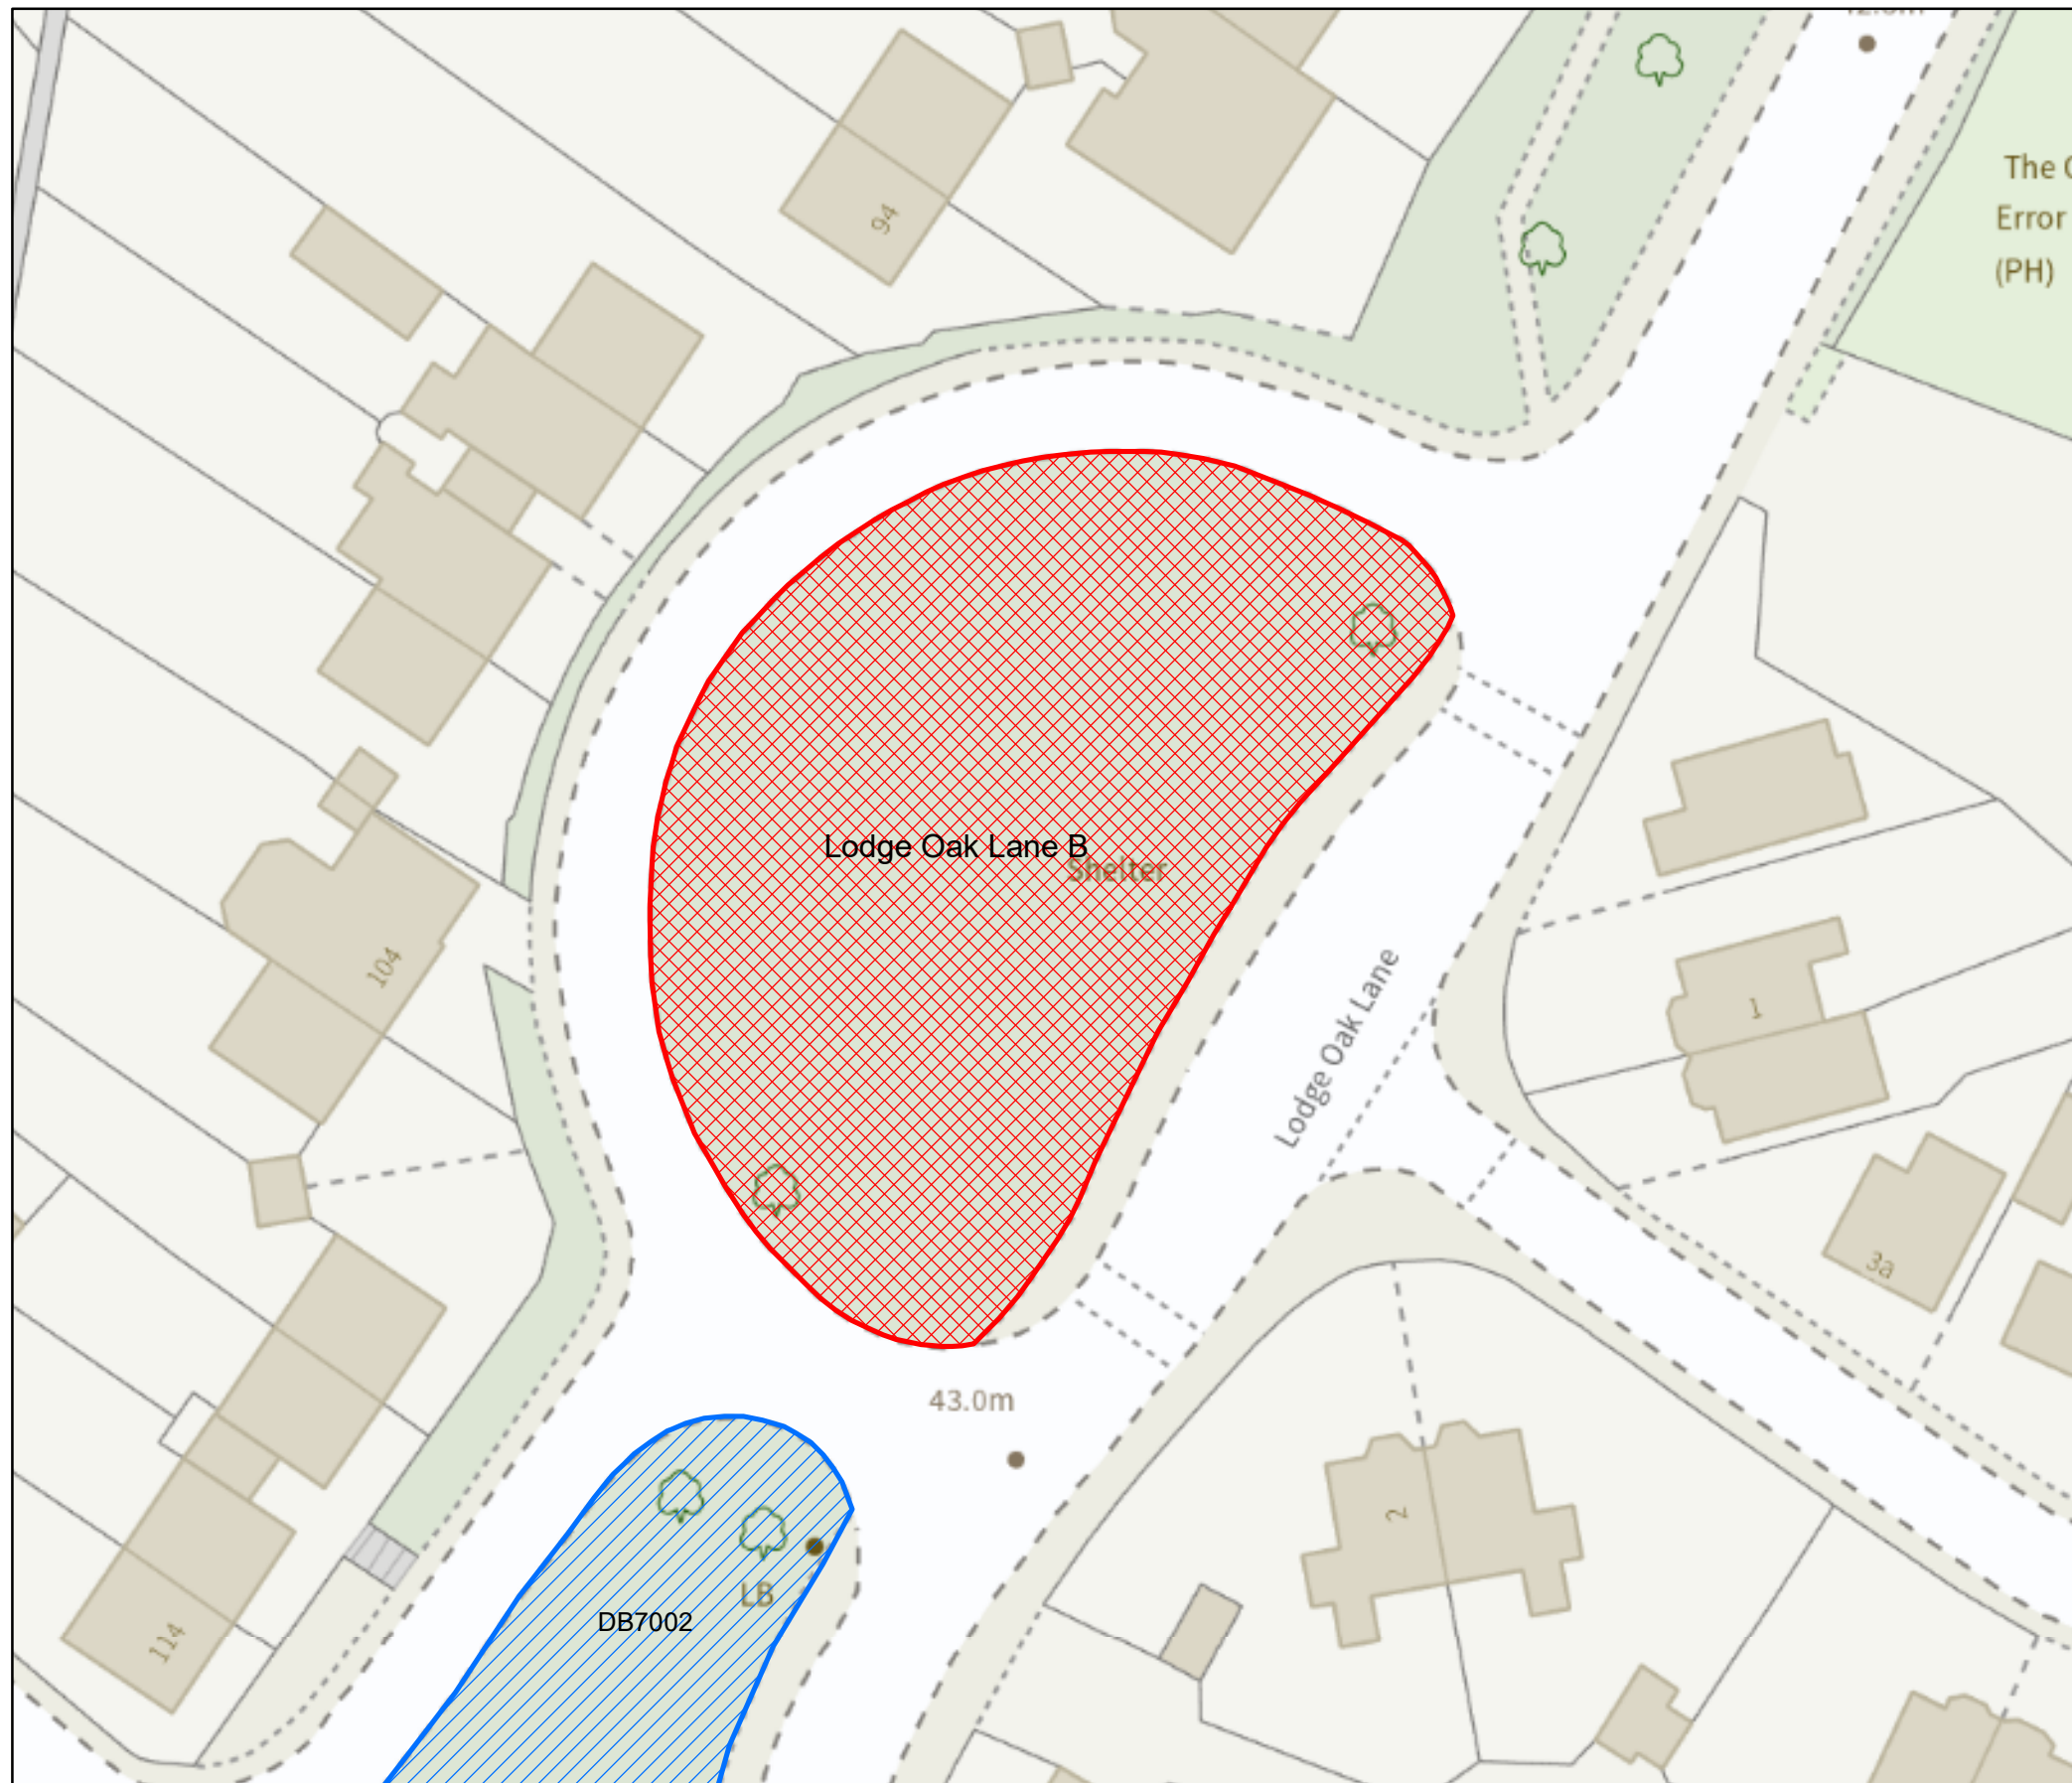 The
Error
(PH)
94
Lodge Oak Lane B
Shelter
104
Lodge Oak Lane
1
3a
43.0m
2
LB
DB7002
114